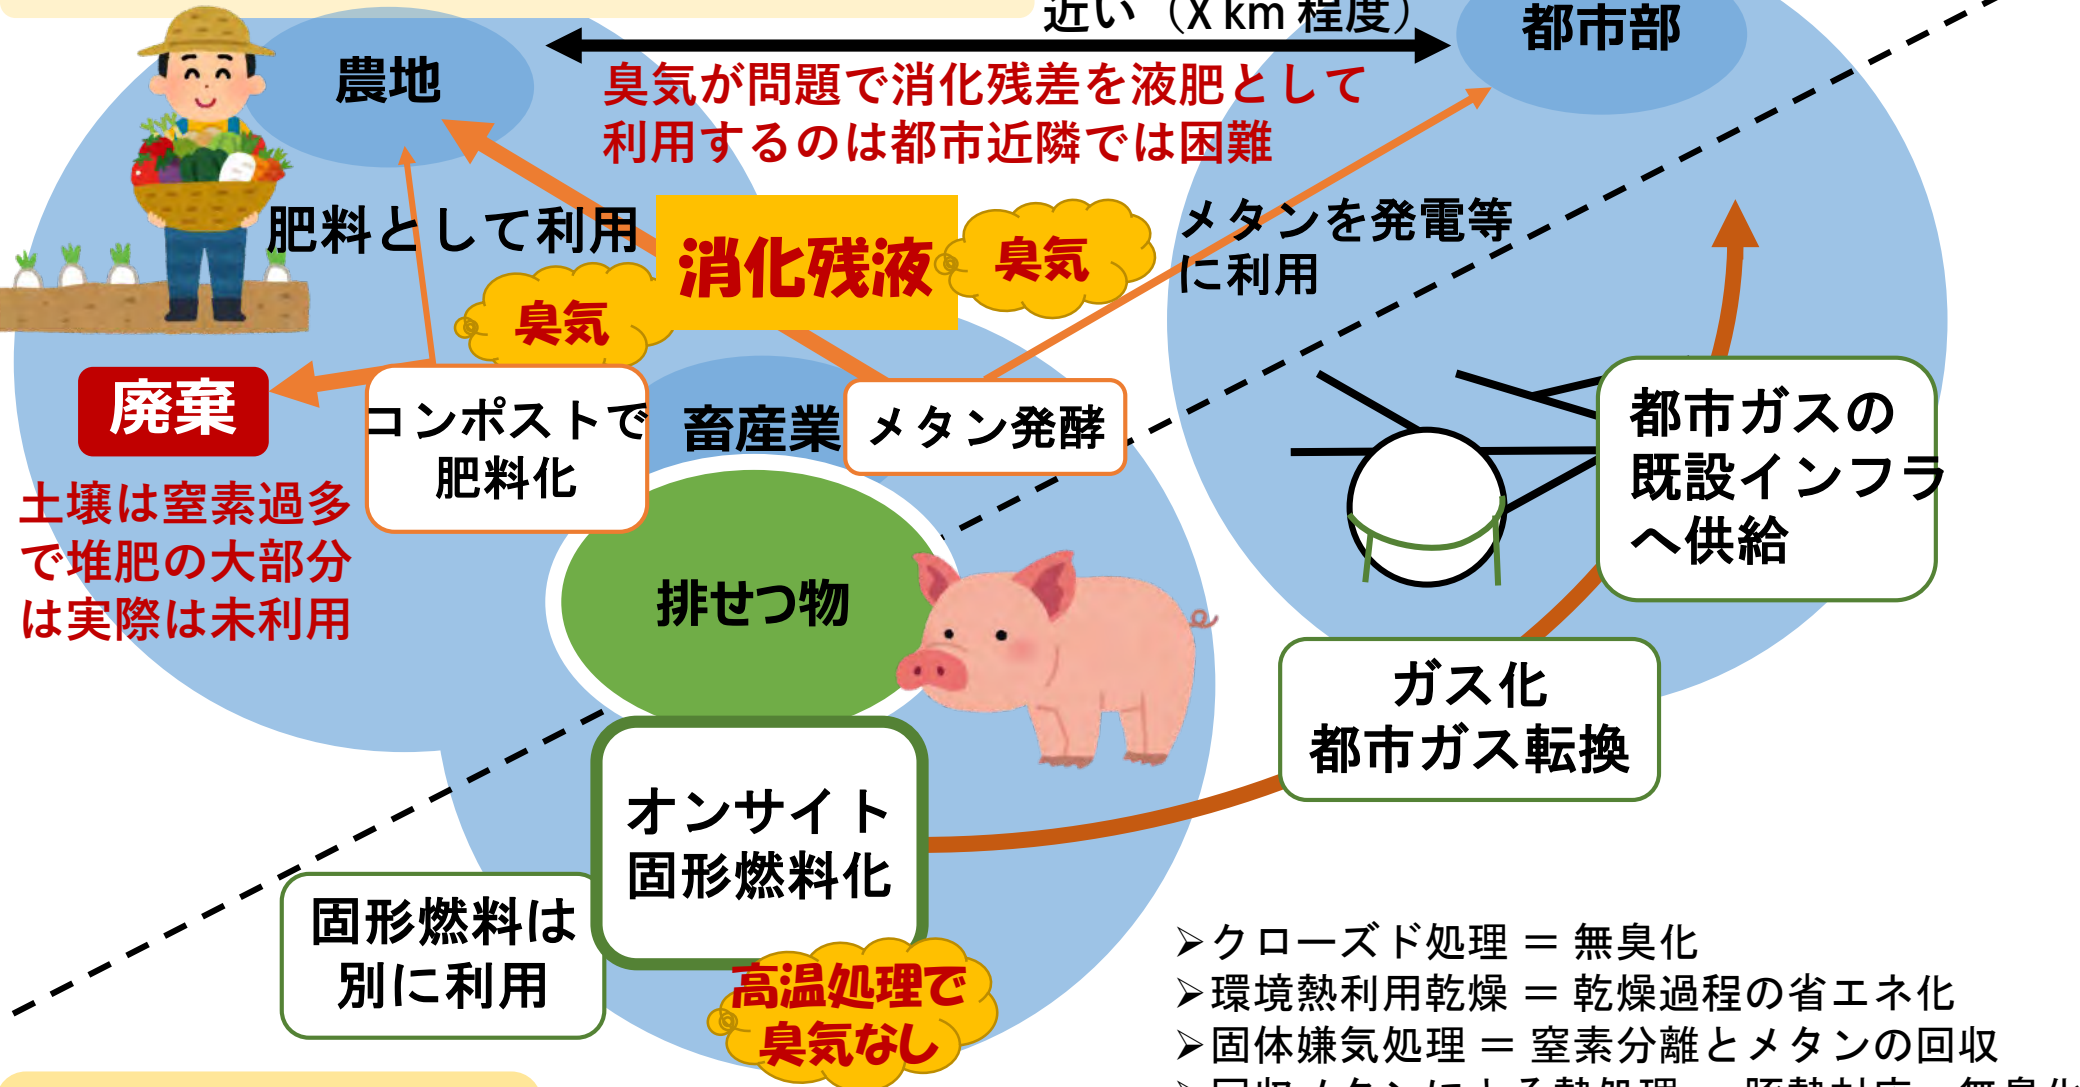 近い（X km 程度）
都市部
農地
臭気が問題で消化残差を液肥として
利用するのは都市近隣では困難
肥料として利用
消化残液
臭気
メタンを発電等
に利用
臭気
廃棄
コンポストで
肥料化
畜産業
メタン発酵
都市ガスの
既設インフラ
へ供給
土壌は窒素過多
で堆肥の大部分
は実際は未利用
排せつ物
ガス化
都市ガス転換
オンサイト
固形燃料化
固形燃料は
別に利用
高温処理で
臭気なし
➢クローズド処理 ＝ 無臭化
➢環境熱利用乾燥 ＝ 乾燥過程の省エネ化
➢固体嫌気処理 ＝ 窒素分離とメタンの回収